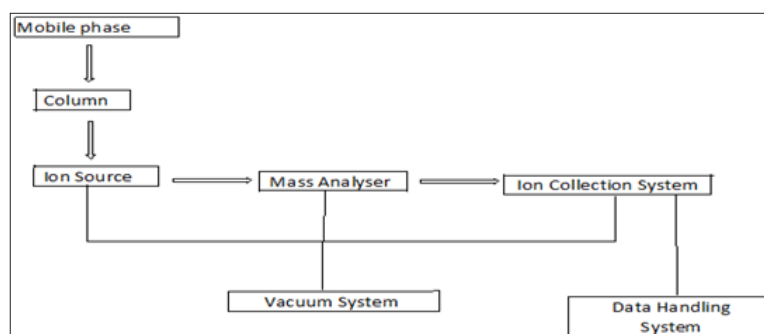 Mobile phase
Column
Ion Source
Mass Analyser
Ion Collection System
Vacuum System
Data Handling
System